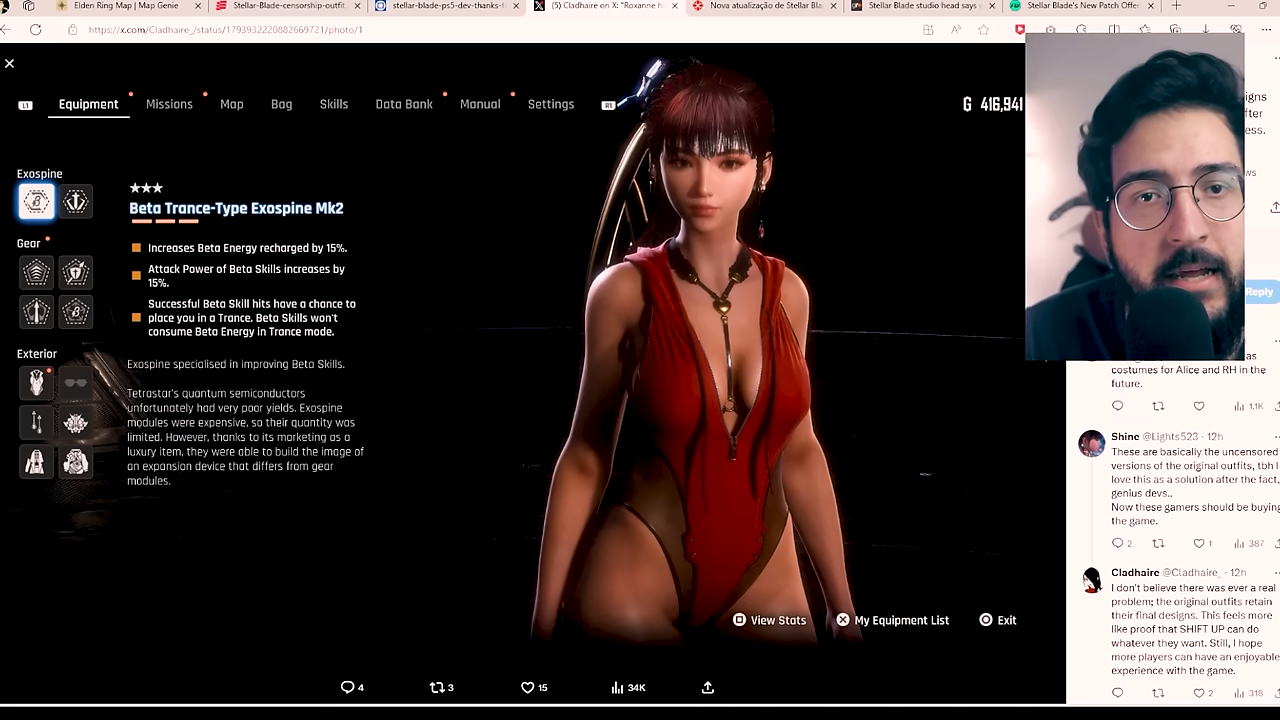 Elden Ring Map | Map Genie
Stellar-Blade-censorship-outfit
stellar-blade-ps5-dev-thanks-f
(5) Cladhaire on X: "Roxanne h
Nova atualização de Stellar Bla
Stellar Blade studio head says
Stellar Blade's New Patch Offer
https://x.com/Cladhaire_/status/1793932220882669721/photo/1
L1
Equipment
Missions
Map
Bag
Skills
Data Bank
Manual
Settings
R1
416,941
Exospine
Gear
Exterior
Beta Trance-Type Exospine Mk2
Increases Beta Energy recharged by 15%.
Attack Power of Beta Skills increases by
15%.
Successful Beta Skill hits have a chance to
place you in a Trance. Beta Skills won't
consume Beta Energy in Trance mode.
Exospine specialised in improving Beta Skills.
Tetrastar's quantum semiconductors
unfortunately had very poor yields. Exospine
modules were expensive, so their quantity was
limited. However, thanks to its marketing as a
luxury item, they were able to build the image of
an expansion device that differs from gear
modules.
View Stats
My Equipment List
Exit
4
3
15
34K
Reply
as
costumes for Alice and RH in the
future.
1.1K
Shine @Lights523 · 12h
These are basically the uncensored
versions of the original outfits, tbh I
love this as a solution after the fact,
genius devs..
Now these gamers should be buying
the game.
2
1
387
Cladhaire @Cladhaire_ · 12h
I don't believe there was ever a real
problem; the original outfits retain
their final designs. This feels more
like proof that SHIFT UP can do
whatever they want. Still, I hope
more players can have an enjoyable
experience with the game.
2
318